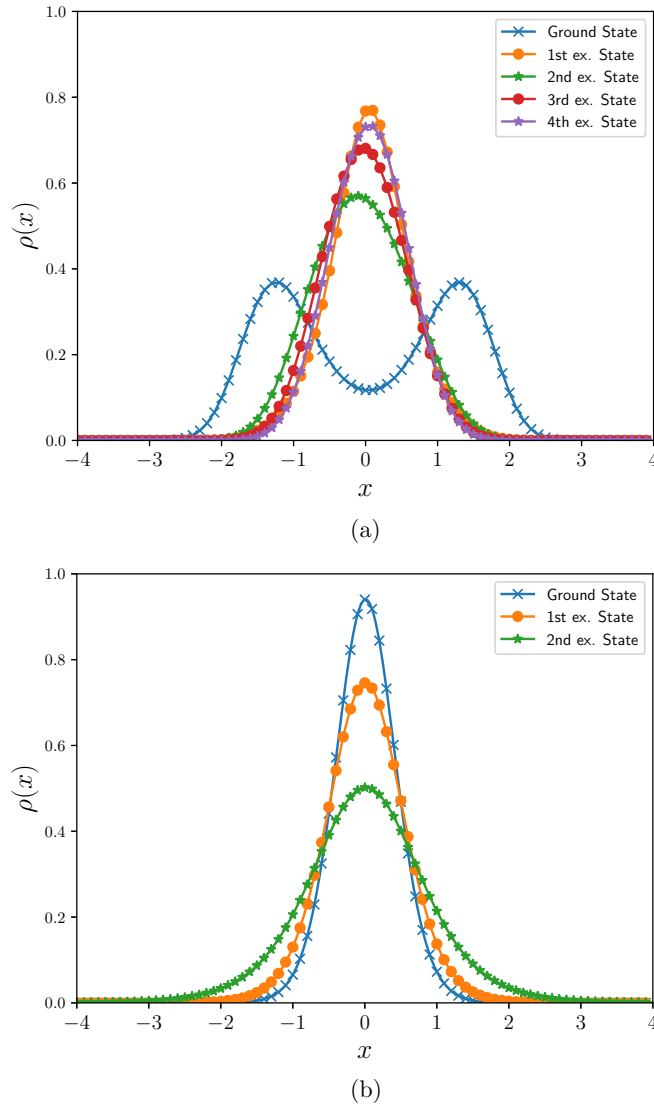 1.0
0.8
0.6
0.4
0.2
0.0
ρ(x)
Ground State
1st ex. State
2nd ex. State
3rd ex. State
4th ex. State
−4 −3 −2 −1 0 1 2 3 4
x
(a)
1.0
0.8
0.6
0.4
0.2
0.0
ρ(x)
Ground State
1st ex. State
2nd ex. State
−4 −3 −2 −1 0 1 2 3 4
x
(b)